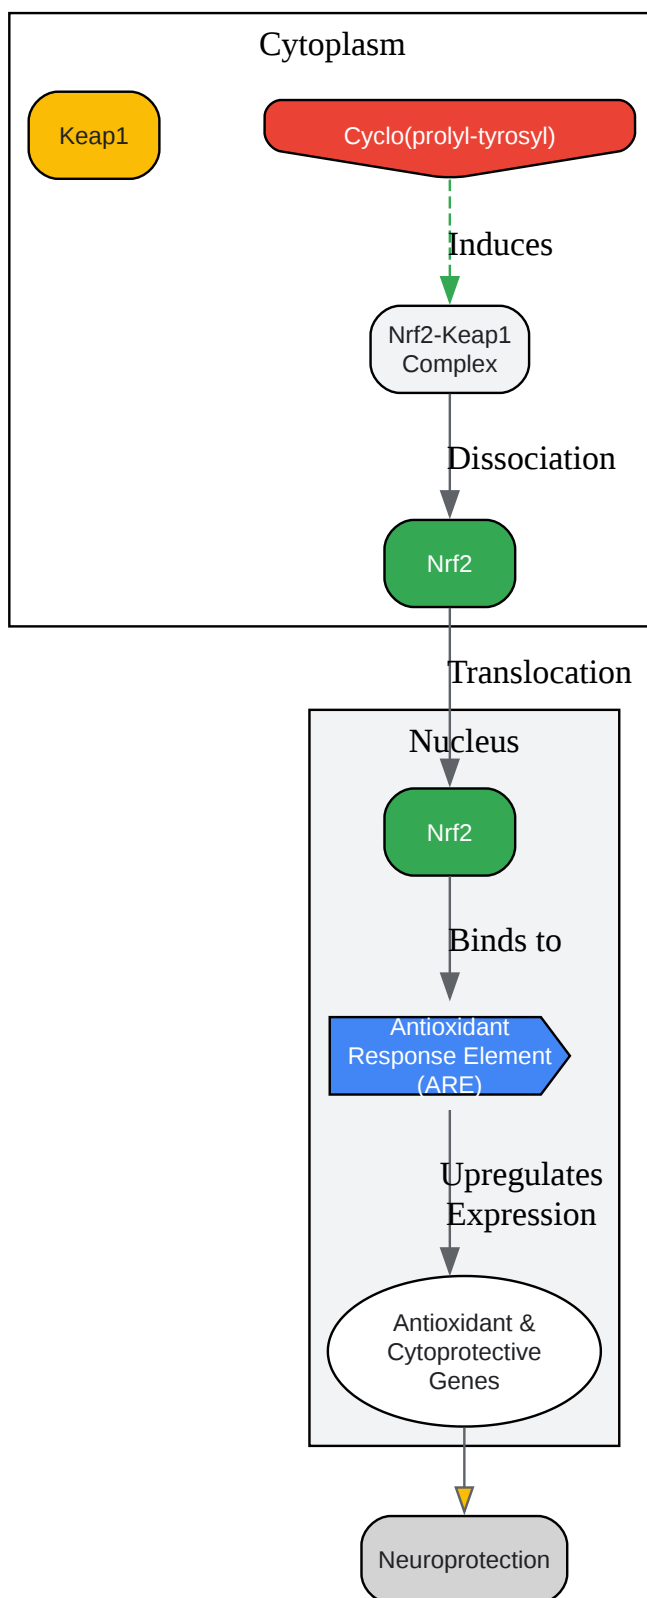 Cytoplasm
Keap1
Cyclo(prolyl-tyrosyl)
Induces
Nrf2-Keap1
Complex
Dissociation
Nrf2
Translocation
Nucleus
Nrf2
Binds to
Antioxidant
Response Element
(ARE)
Upregulates
Expression
Antioxidant &
Cytoprotective
Genes
Neuroprotection